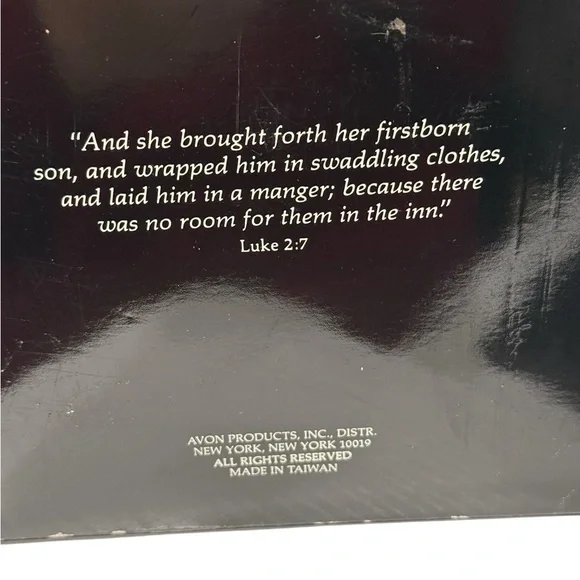 “And she brought forth her firstborn
son, and wrapped him in swaddling clothes,
and laid him in a manger; because there
was no room for them in the inn.”
Luke 2:7
AVON PRODUCTS, INC., DISTR.
NEW YORK, NEW YORK 10019
ALL RIGHTS RESERVED
MADE IN TAIWAN